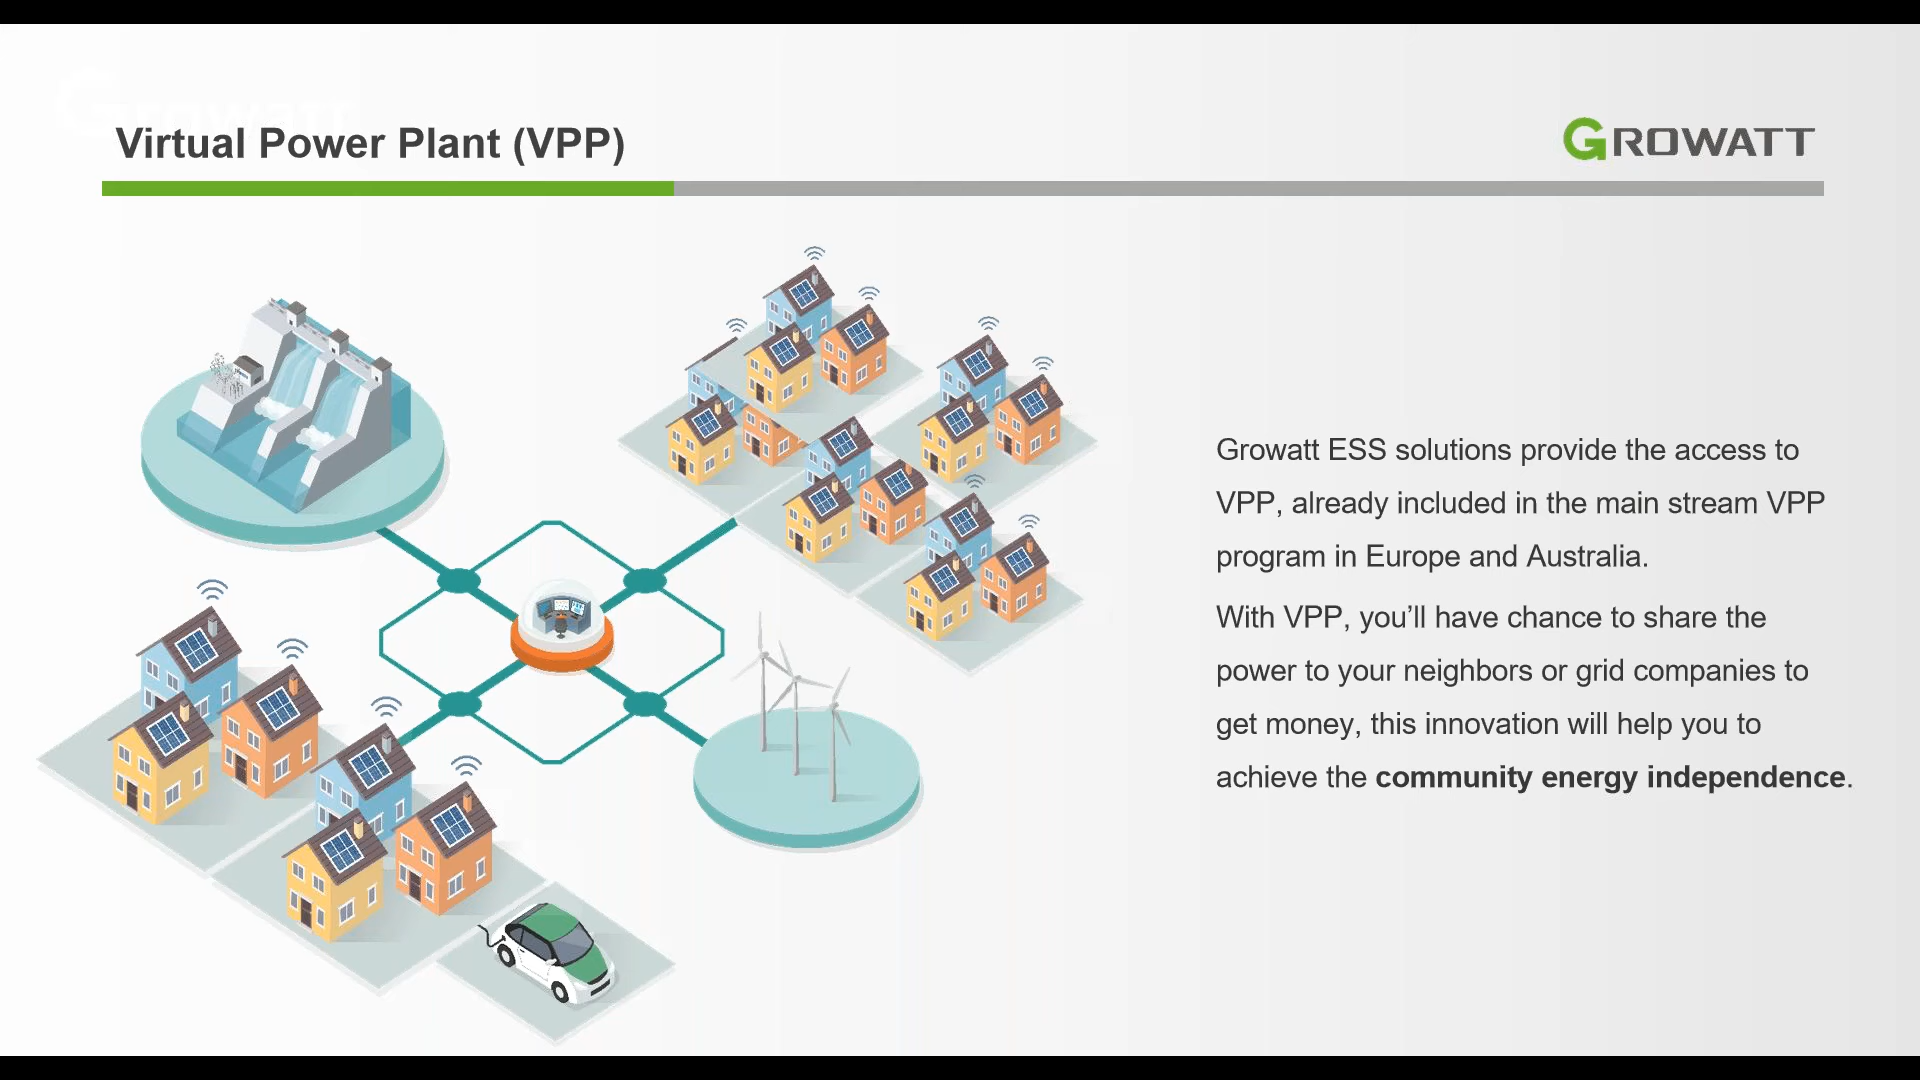 Growatt
Virtual Power Plant (VPP)
GROWATT
Growatt ESS solutions provide the access to
VPP, already included in the main stream VPP
program in Europe and Australia.
With VPP, you’ll have chance to share the
power to your neighbors or grid companies to
get money, this innovation will help you to
achieve the community energy independence.